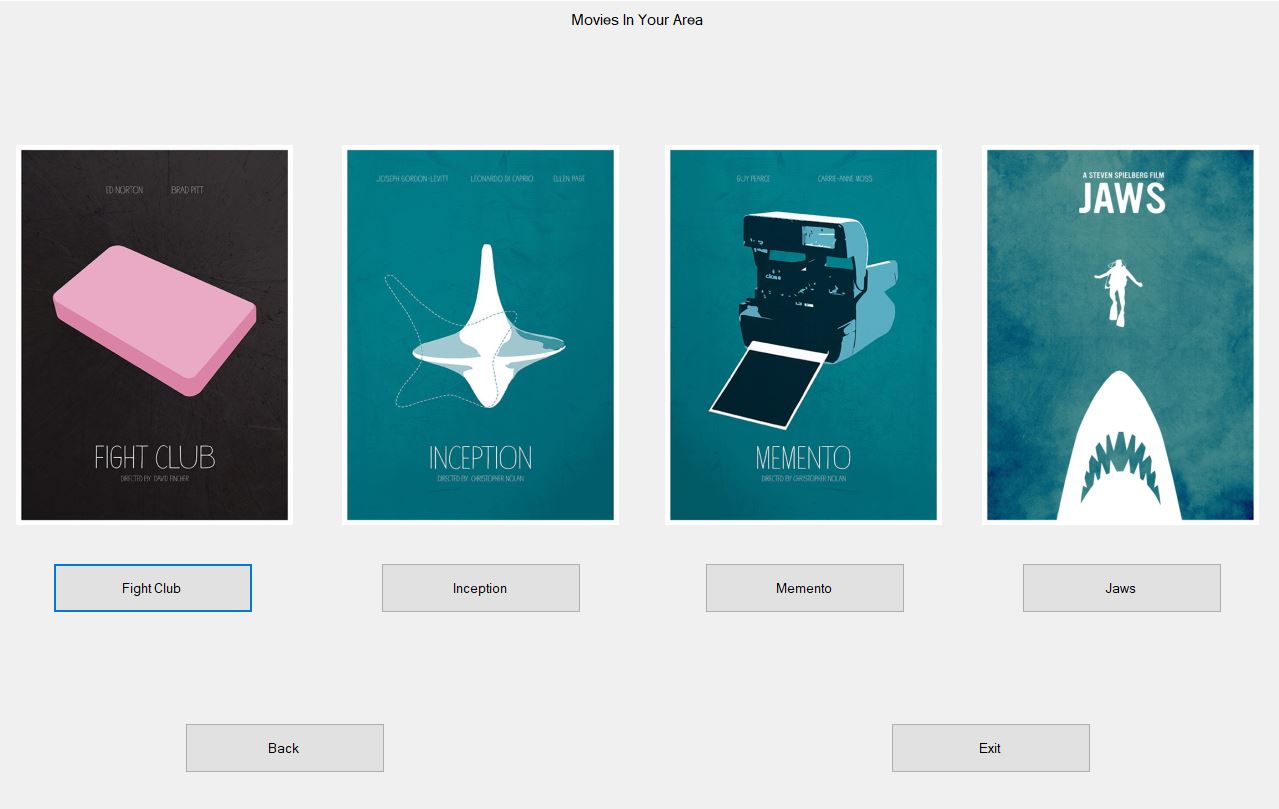 Movies In Your Area
ED NORTON BRAD PITT
FIGHT CLUB
DIRECTED BY DAVID FINCHER
JOSEPH GORDON-LEVITT LEONARDO DI CAPRIO ELLEN PAGE
INCEPTION
DIRECTED BY CHRISTOPHER NOLAN
GUY PEARCE CARRIE-ANNE MOSS
close
MEMENTO
DIRECTED BY CHRISTOPHER NOLAN
A STEVEN SPIELBERG FILM
JAWS
Fight Club
Inception
Memento
Jaws
Back
Exit